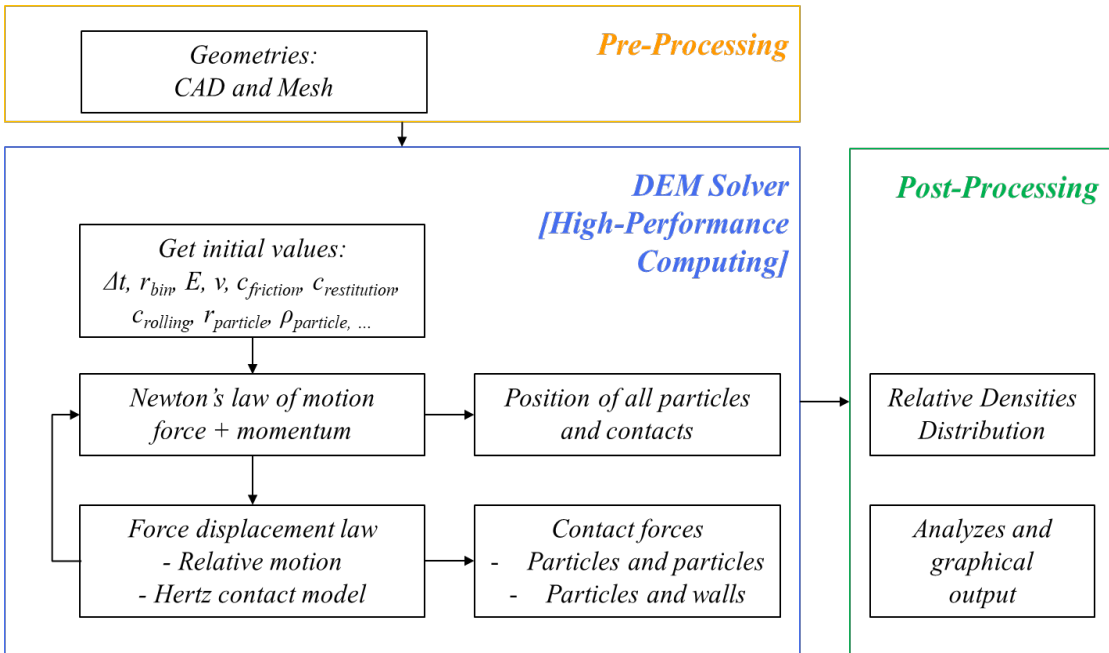 Pre-Processing
Geometries:
CAD and Mesh
DEM Solver
[High-Performance
Computing]
Get initial values:
Δt, r_bin, E, ν, c_friction, c_restitution,
c_rolling, r_particle, ρ_particle, ...
Newton’s law of motion
force + momentum
Position of all particles
and contacts
Force displacement law
- Relative motion
- Hertz contact model
Contact forces
- Particles and particles
- Particles and walls
Post-Processing
Relative Densities
Distribution
Analyzes and
graphical
output